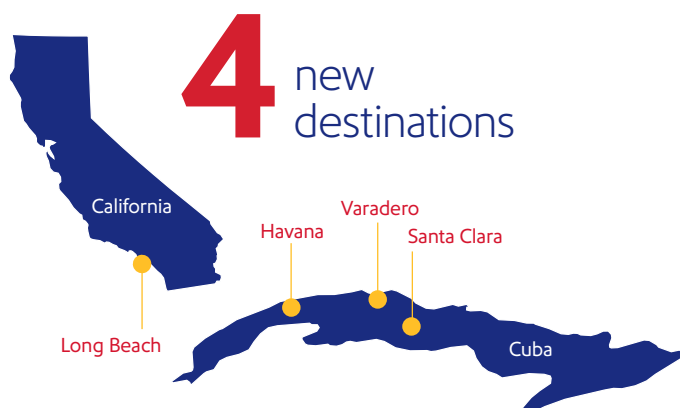 4
new
destinations
California
Varadero
Havana
Santa Clara
Long Beach
Cuba